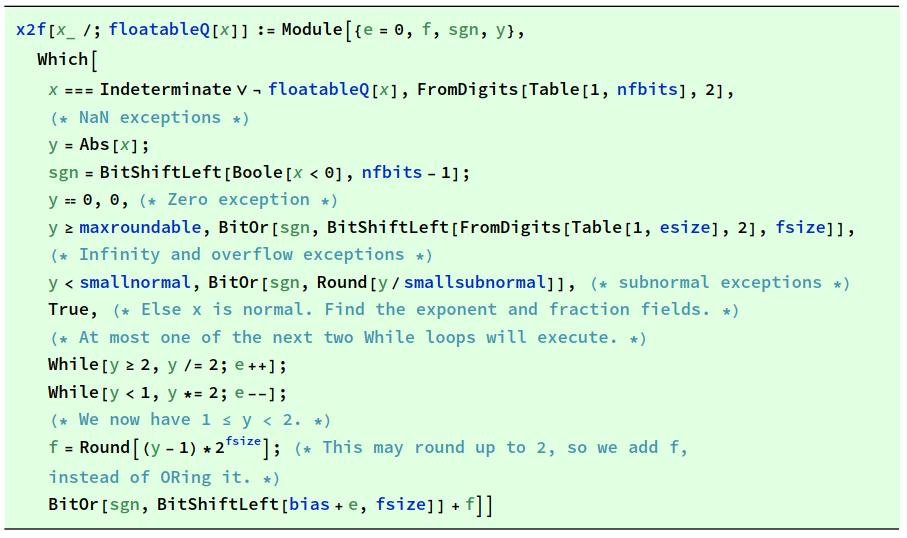 x2f[x_ /; floatableQ[x]] := Module[{e = 0, f, sgn, y},
Which[
x === Indeterminate ∨ ¬ floatableQ[x], FromDigits[Table[1, nfbits], 2],
(* NaN exceptions *)
y = Abs[x];
sgn = BitShiftLeft[Boole[x < 0], nfbits - 1];
y == 0, 0, (* Zero exception *)
y ≥ maxroundable, BitOr[sgn, BitShiftLeft[FromDigits[Table[1, esize], 2], fsize]],
(* Infinity and overflow exceptions *)
y < smallnormal, BitOr[sgn, Round[y / smallsubnormal]], (* subnormal exceptions *)
True, (* Else x is normal. Find the exponent and fraction fields. *)
(* At most one of the next two While loops will execute. *)
While[y ≥ 2, y /= 2; e++];
While[y < 1, y *= 2; e--];
(* We now have 1 ≤ y < 2. *)
f = Round[(y - 1) * 2^fsize]; (* This may round up to 2, so we add f,
instead of ORing it. *)
BitOr[sgn, BitShiftLeft[bias + e, fsize]] + f]]